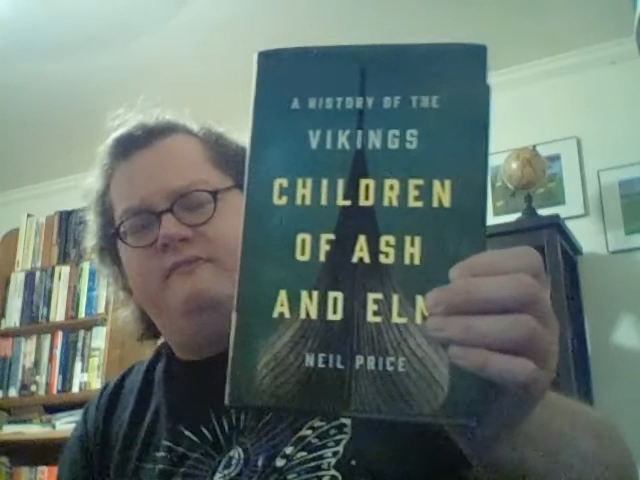 A HISTORY OF THE
VIKINGS
CHILDREN
OF ASH
AND ELM
NEIL PRICE